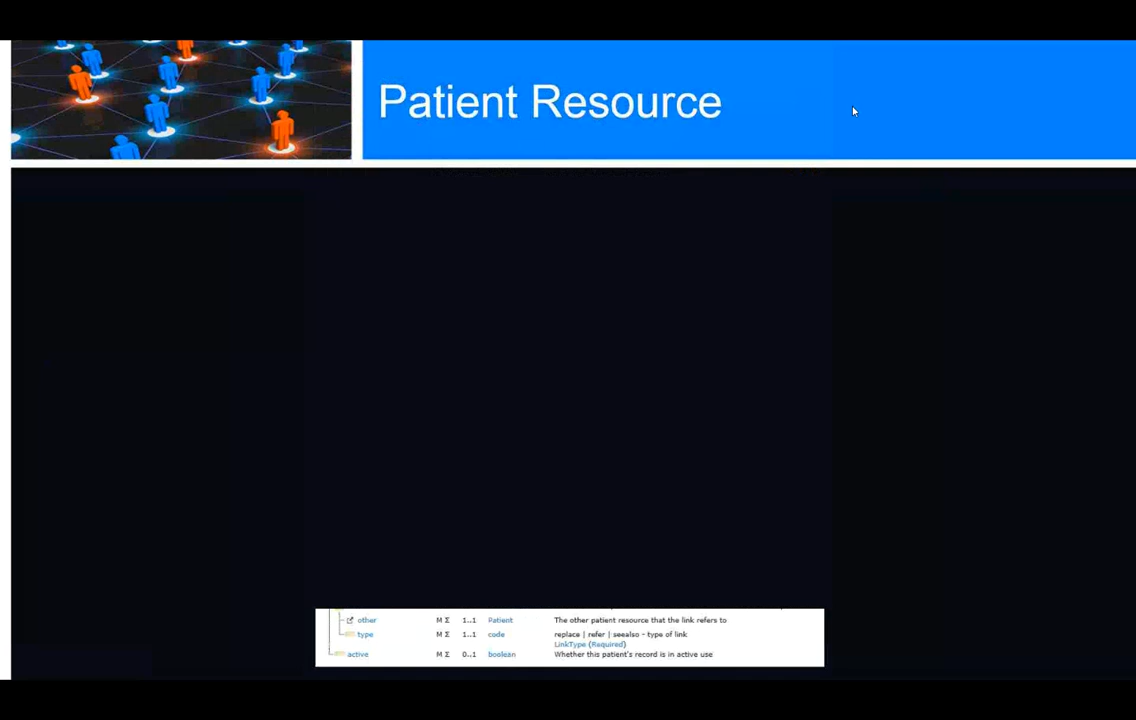 Patient Resource
other M Σ 1..1 Patient The other patient resource that the link refers to
type M Σ 1..1 code replace | refer | seealso - type of link
LinkType (Required)
active M Σ 0..1 boolean Whether this patient's record is in active use